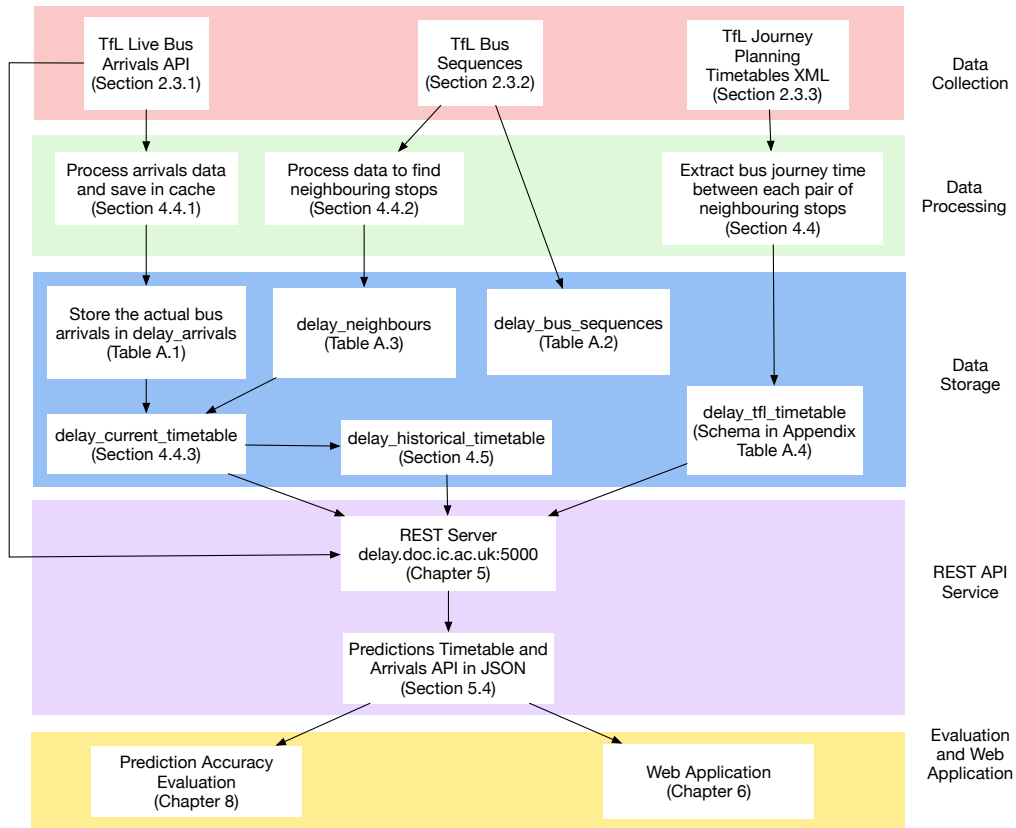 TfL Live Bus
Arrivals API
(Section 2.3.1)
TfL Bus
Sequences
(Section 2.3.2)
TfL Journey
Planning
Timetables XML
(Section 2.3.3)
Data
Collection
Process arrivals data
and save in cache
(Section 4.4.1)
Process data to find
neighbouring stops
(Section 4.4.2)
Extract bus journey time
between each pair of
neighbouring stops
(Section 4.4)
Data
Processing
Store the actual bus
arrivals in delay_arrivals
(Table A.1)
delay_neighbours
(Table A.3)
delay_bus_sequences
(Table A.2)
Data
Storage
delay_current_timetable
(Section 4.4.3)
delay_historical_timetable
(Section 4.5)
delay_tfl_timetable
(Schema in Appendix
Table A.4)
REST Server
delay.doc.ic.ac.uk:5000
(Chapter 5)
REST API
Service
Predictions Timetable and
Arrivals API in JSON
(Section 5.4)
Prediction Accuracy
Evaluation
(Chapter 8)
Web Application
(Chapter 6)
Evaluation
and Web
Application